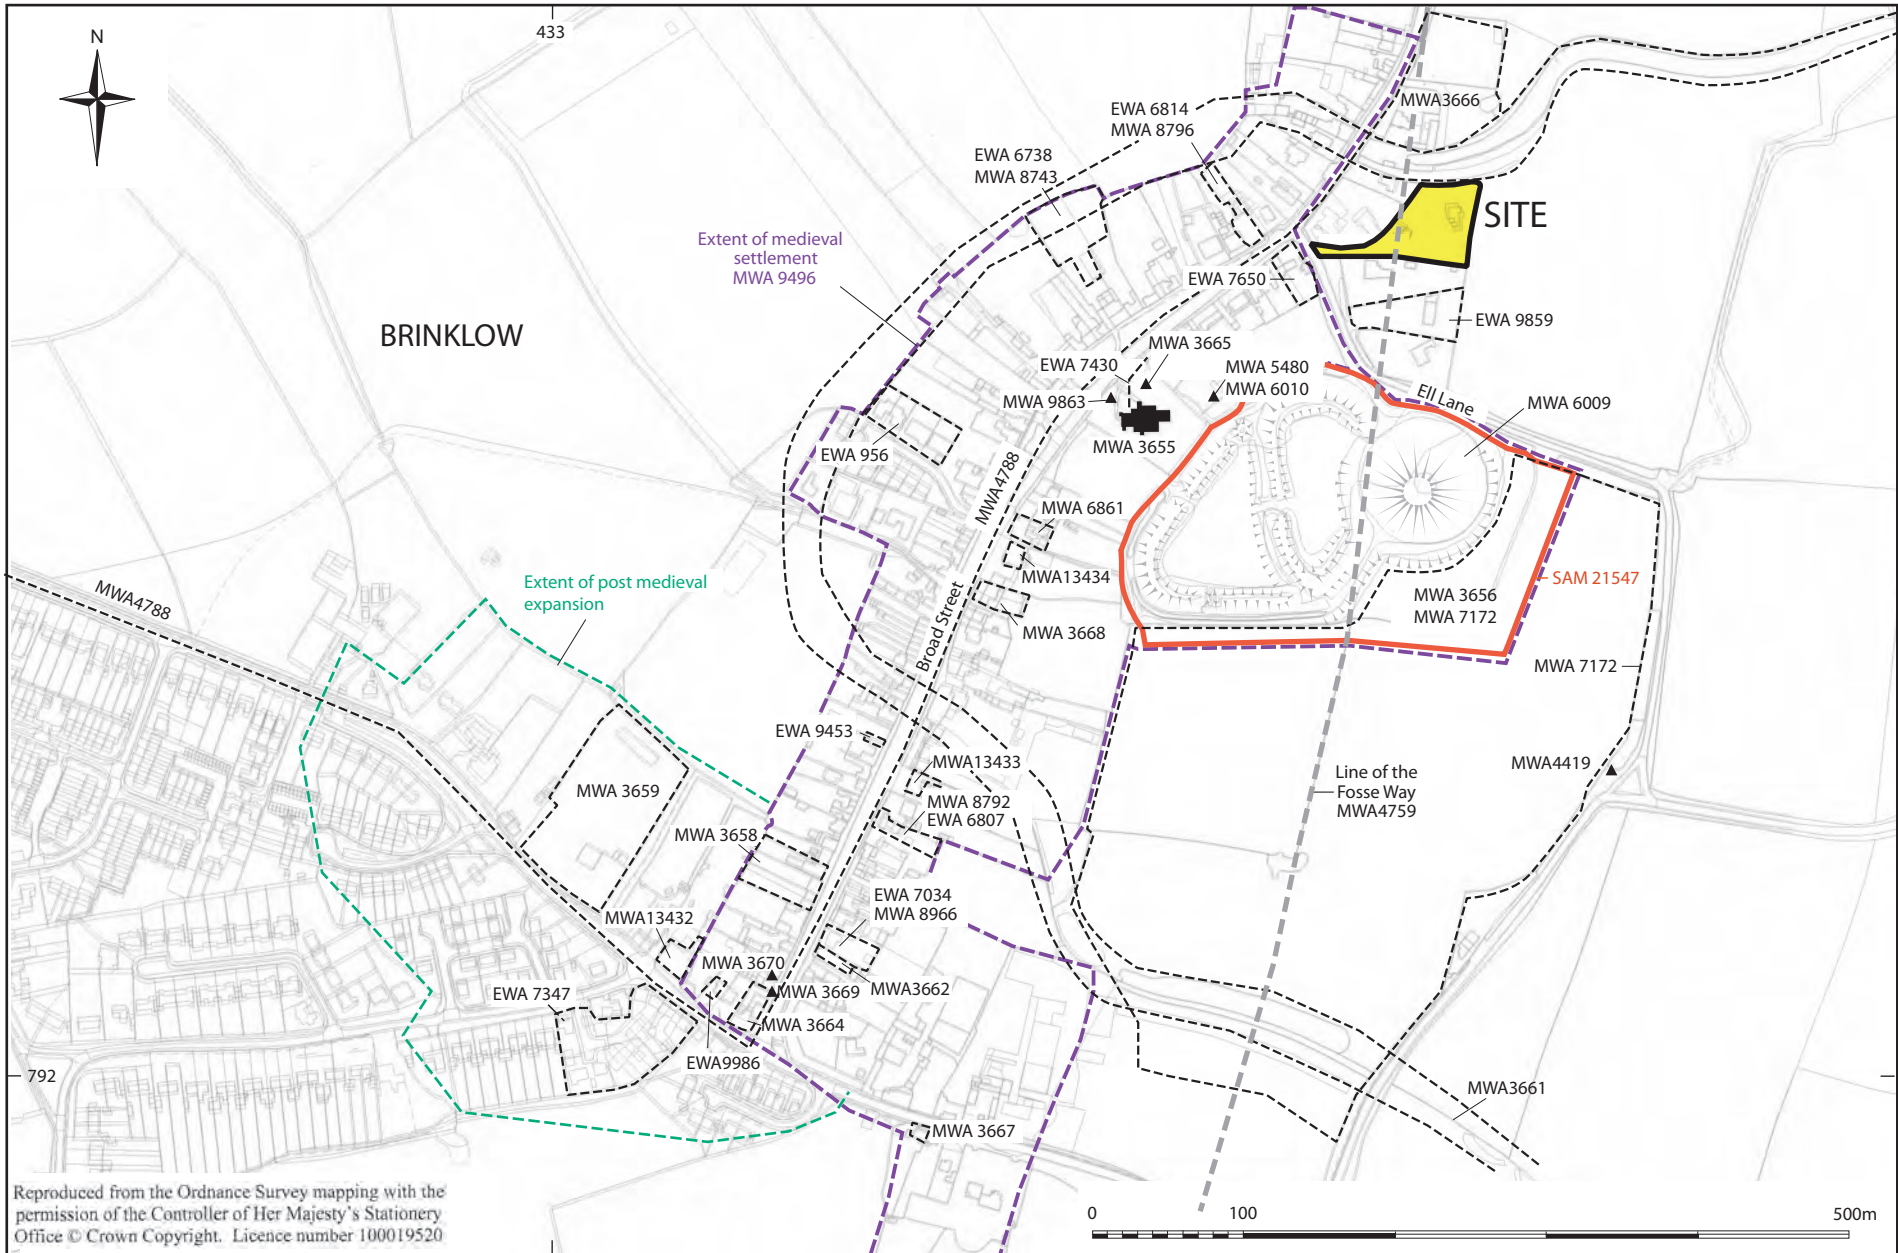 433
N
MWA3666
EWA 6814
MWA 8796
EWA 6738
MWA 8743
SITE
Extent of medieval
settlement
MWA 9496
EWA 7650
BRINKLOW
EWA 9859
MWA 3665
EWA 7430
MWA 5480
MWA 6010
MWA 9863
Ell Lane
MWA 6009
MWA 3655
EWA 956
MWA4788
MWA 6861
MWA13434
Extent of post medieval
expansion
MWA4788
SAM 21547
MWA 3656
MWA 7172
Broad Street
MWA 3668
MWA 7172
EWA 9453
MWA13433
MWA4419
Line of the
Fosse Way
MWA4759
MWA 3659
MWA 8792
EWA 6807
MWA 3658
EWA 7034
MWA 8966
MWA13432
MWA 3670
MWA 3669
MWA3662
EWA 7347
MWA 3664
EWA9986
792
MWA3661
MWA 3667
Reproduced from the Ordnance Survey mapping with the
permission of the Controller of Her Majesty's Stationery
Office © Crown Copyright. Licence number 100019520
0 100 500m